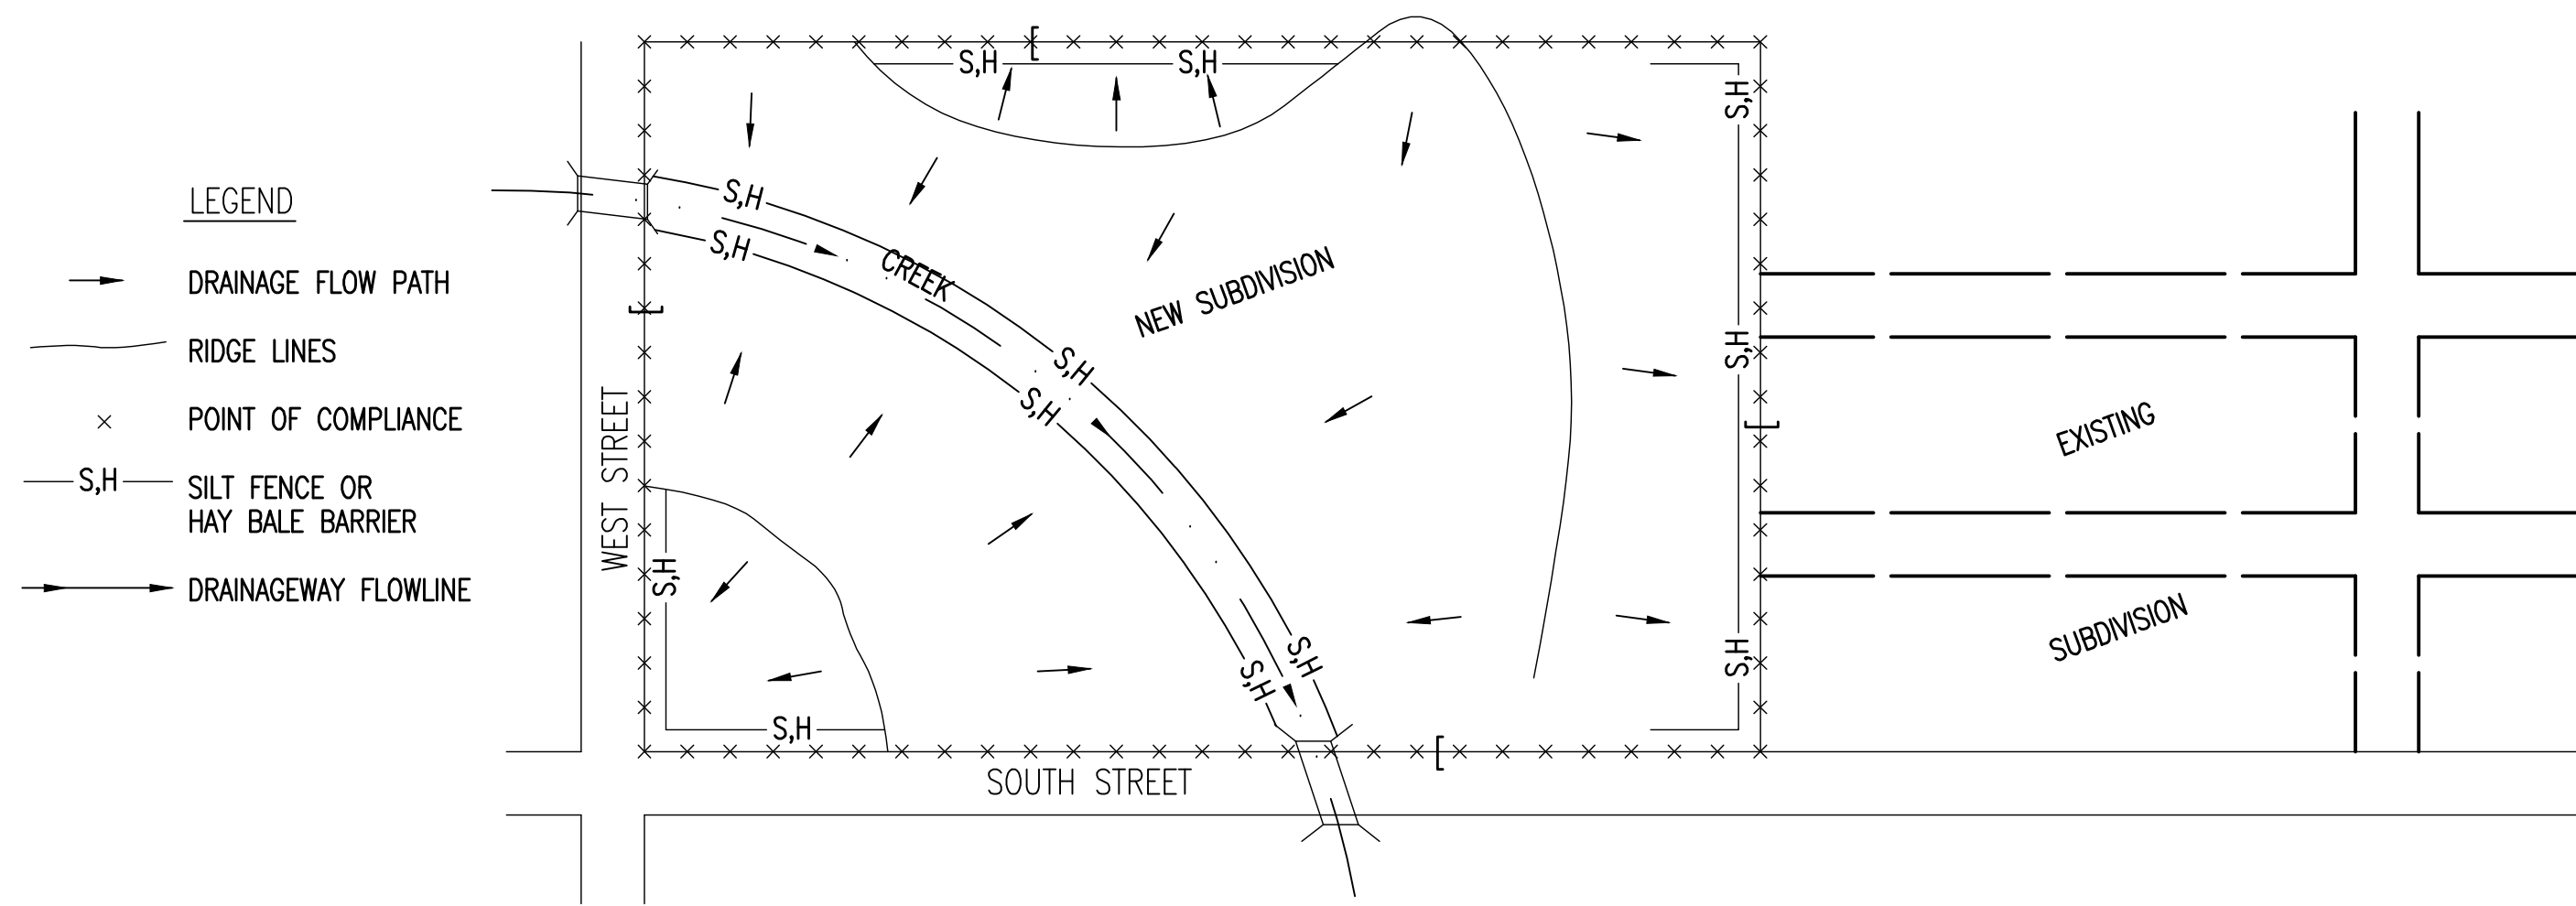 LEGEND
DRAINAGE FLOW PATH
RIDGE LINES
POINT OF COMPLIANCE
S,H
SILT FENCE OR
HAY BALE BARRIER
DRAINAGEWAY FLOWLINE
S,H
S,H
S,H
S,H
S,H
CREEK
NEW SUBDIVISION
S,H
S,H
S,H
WEST STREET
EXISTING
S,H
S,H
S,H
S,H
SUBDIVISION
S,H
SOUTH STREET